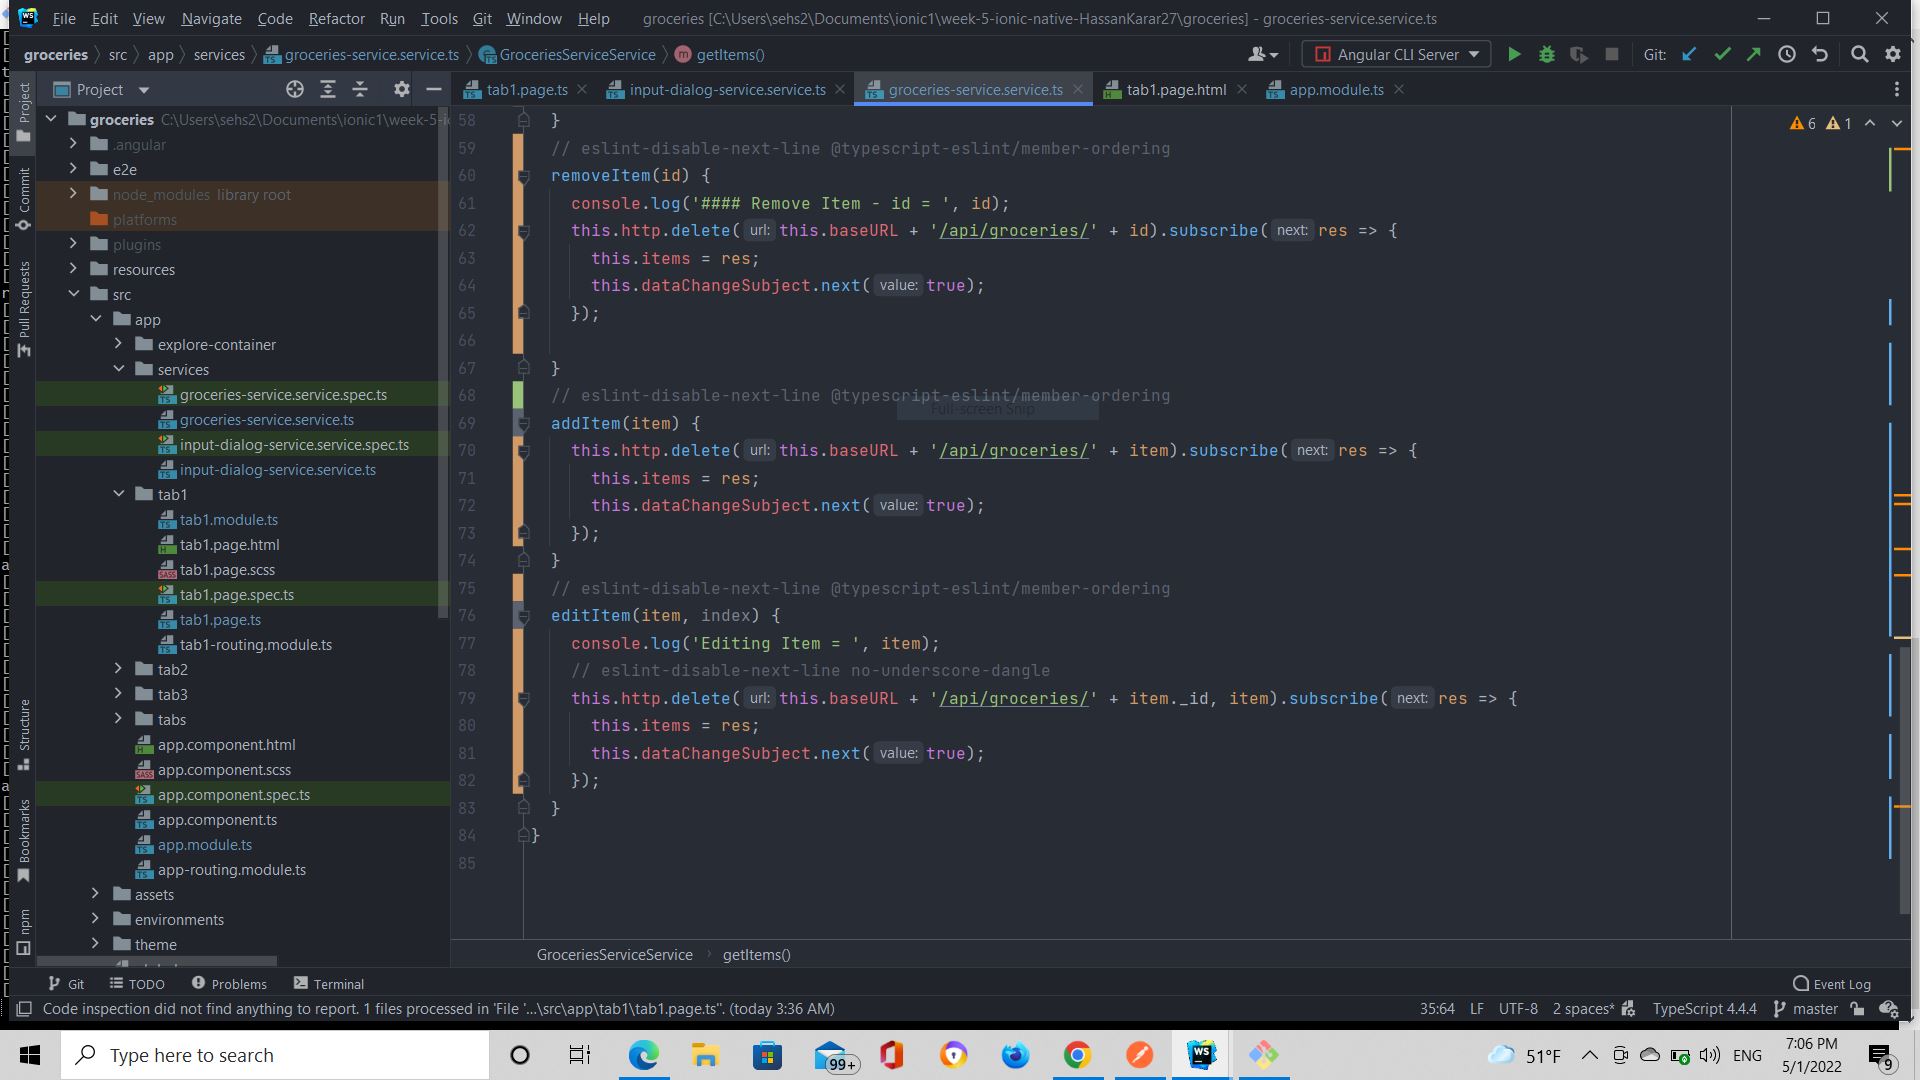 File Edit View Navigate Code Refactor Run Tools Git Window Help groceries [C:\Users\sehs2\Documents\ionic1\week-5-ionic-native-HassanKarar27\groceries] - groceries-service.service.ts
groceries src app services groceries-service.service.ts GroceriesServiceService m getItems() Angular CLI Server Git:
Project
tab1.page.ts input-dialog-service.service.ts groceries-service.service.ts tab1.page.html app.module.ts
Project
Commit
Pull Requests
Structure
Bookmarks
npm
groceries C:\Users\sehs2\Documents\ionic1\week-5-i
.angular
e2e
node_modules library root
platforms
plugins
resources
src
app
explore-container
services
groceries-service.service.spec.ts
groceries-service.service.ts
input-dialog-service.service.spec.ts
input-dialog-service.service.ts
tab1
tab1.module.ts
tab1.page.html
tab1.page.scss
tab1.page.spec.ts
tab1.page.ts
tab1-routing.module.ts
tab2
tab3
tabs
app.component.html
app.component.scss
app.component.spec.ts
app.component.ts
app.module.ts
app-routing.module.ts
assets
environments
theme
6 1
58 }
59 // eslint-disable-next-line @typescript-eslint/member-ordering
60 removeItem(id) {
61 console.log('#### Remove Item - id = ', id);
62 this.http.delete( url: this.baseURL + '/api/groceries/' + id).subscribe( next: res => {
63 this.items = res;
64 this.dataChangeSubject.next( value: true);
65 });
66
67 }
68 // eslint-disable-next-line @typescript-eslint/member-ordering
Full-screen Snip
69 addItem(item) {
70 this.http.delete( url: this.baseURL + '/api/groceries/' + item).subscribe( next: res => {
71 this.items = res;
72 this.dataChangeSubject.next( value: true);
73 });
74 }
75 // eslint-disable-next-line @typescript-eslint/member-ordering
76 editItem(item, index) {
77 console.log('Editing Item = ', item);
78 // eslint-disable-next-line no-underscore-dangle
79 this.http.delete( url: this.baseURL + '/api/groceries/' + item._id, item).subscribe( next: res => {
80 this.items = res;
81 this.dataChangeSubject.next( value: true);
82 });
83 }
84 }
85
GroceriesServiceService getItems()
Git TODO Problems Terminal Event Log
Code inspection did not find anything to report. 1 files processed in 'File '...\src\app\tab1\tab1.page.ts''. (today 3:36 AM) 35:64 LF UTF-8 2 spaces* TypeScript 4.4.4 master
Type here to search 99+ WS 51°F ENG 7:06 PM
5/1/2022 9